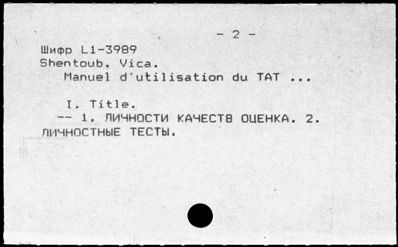 - 2 -
Шифр L1-3989
Shentoub, Vica.
Manuel d'utilisation du TAT ...
I. Title.
-- 1. ЛИЧНОСТИ КАЧЕСТВ ОЦЕНКА. 2.
ЛИЧНОСТНЫЕ ТЕСТЫ.